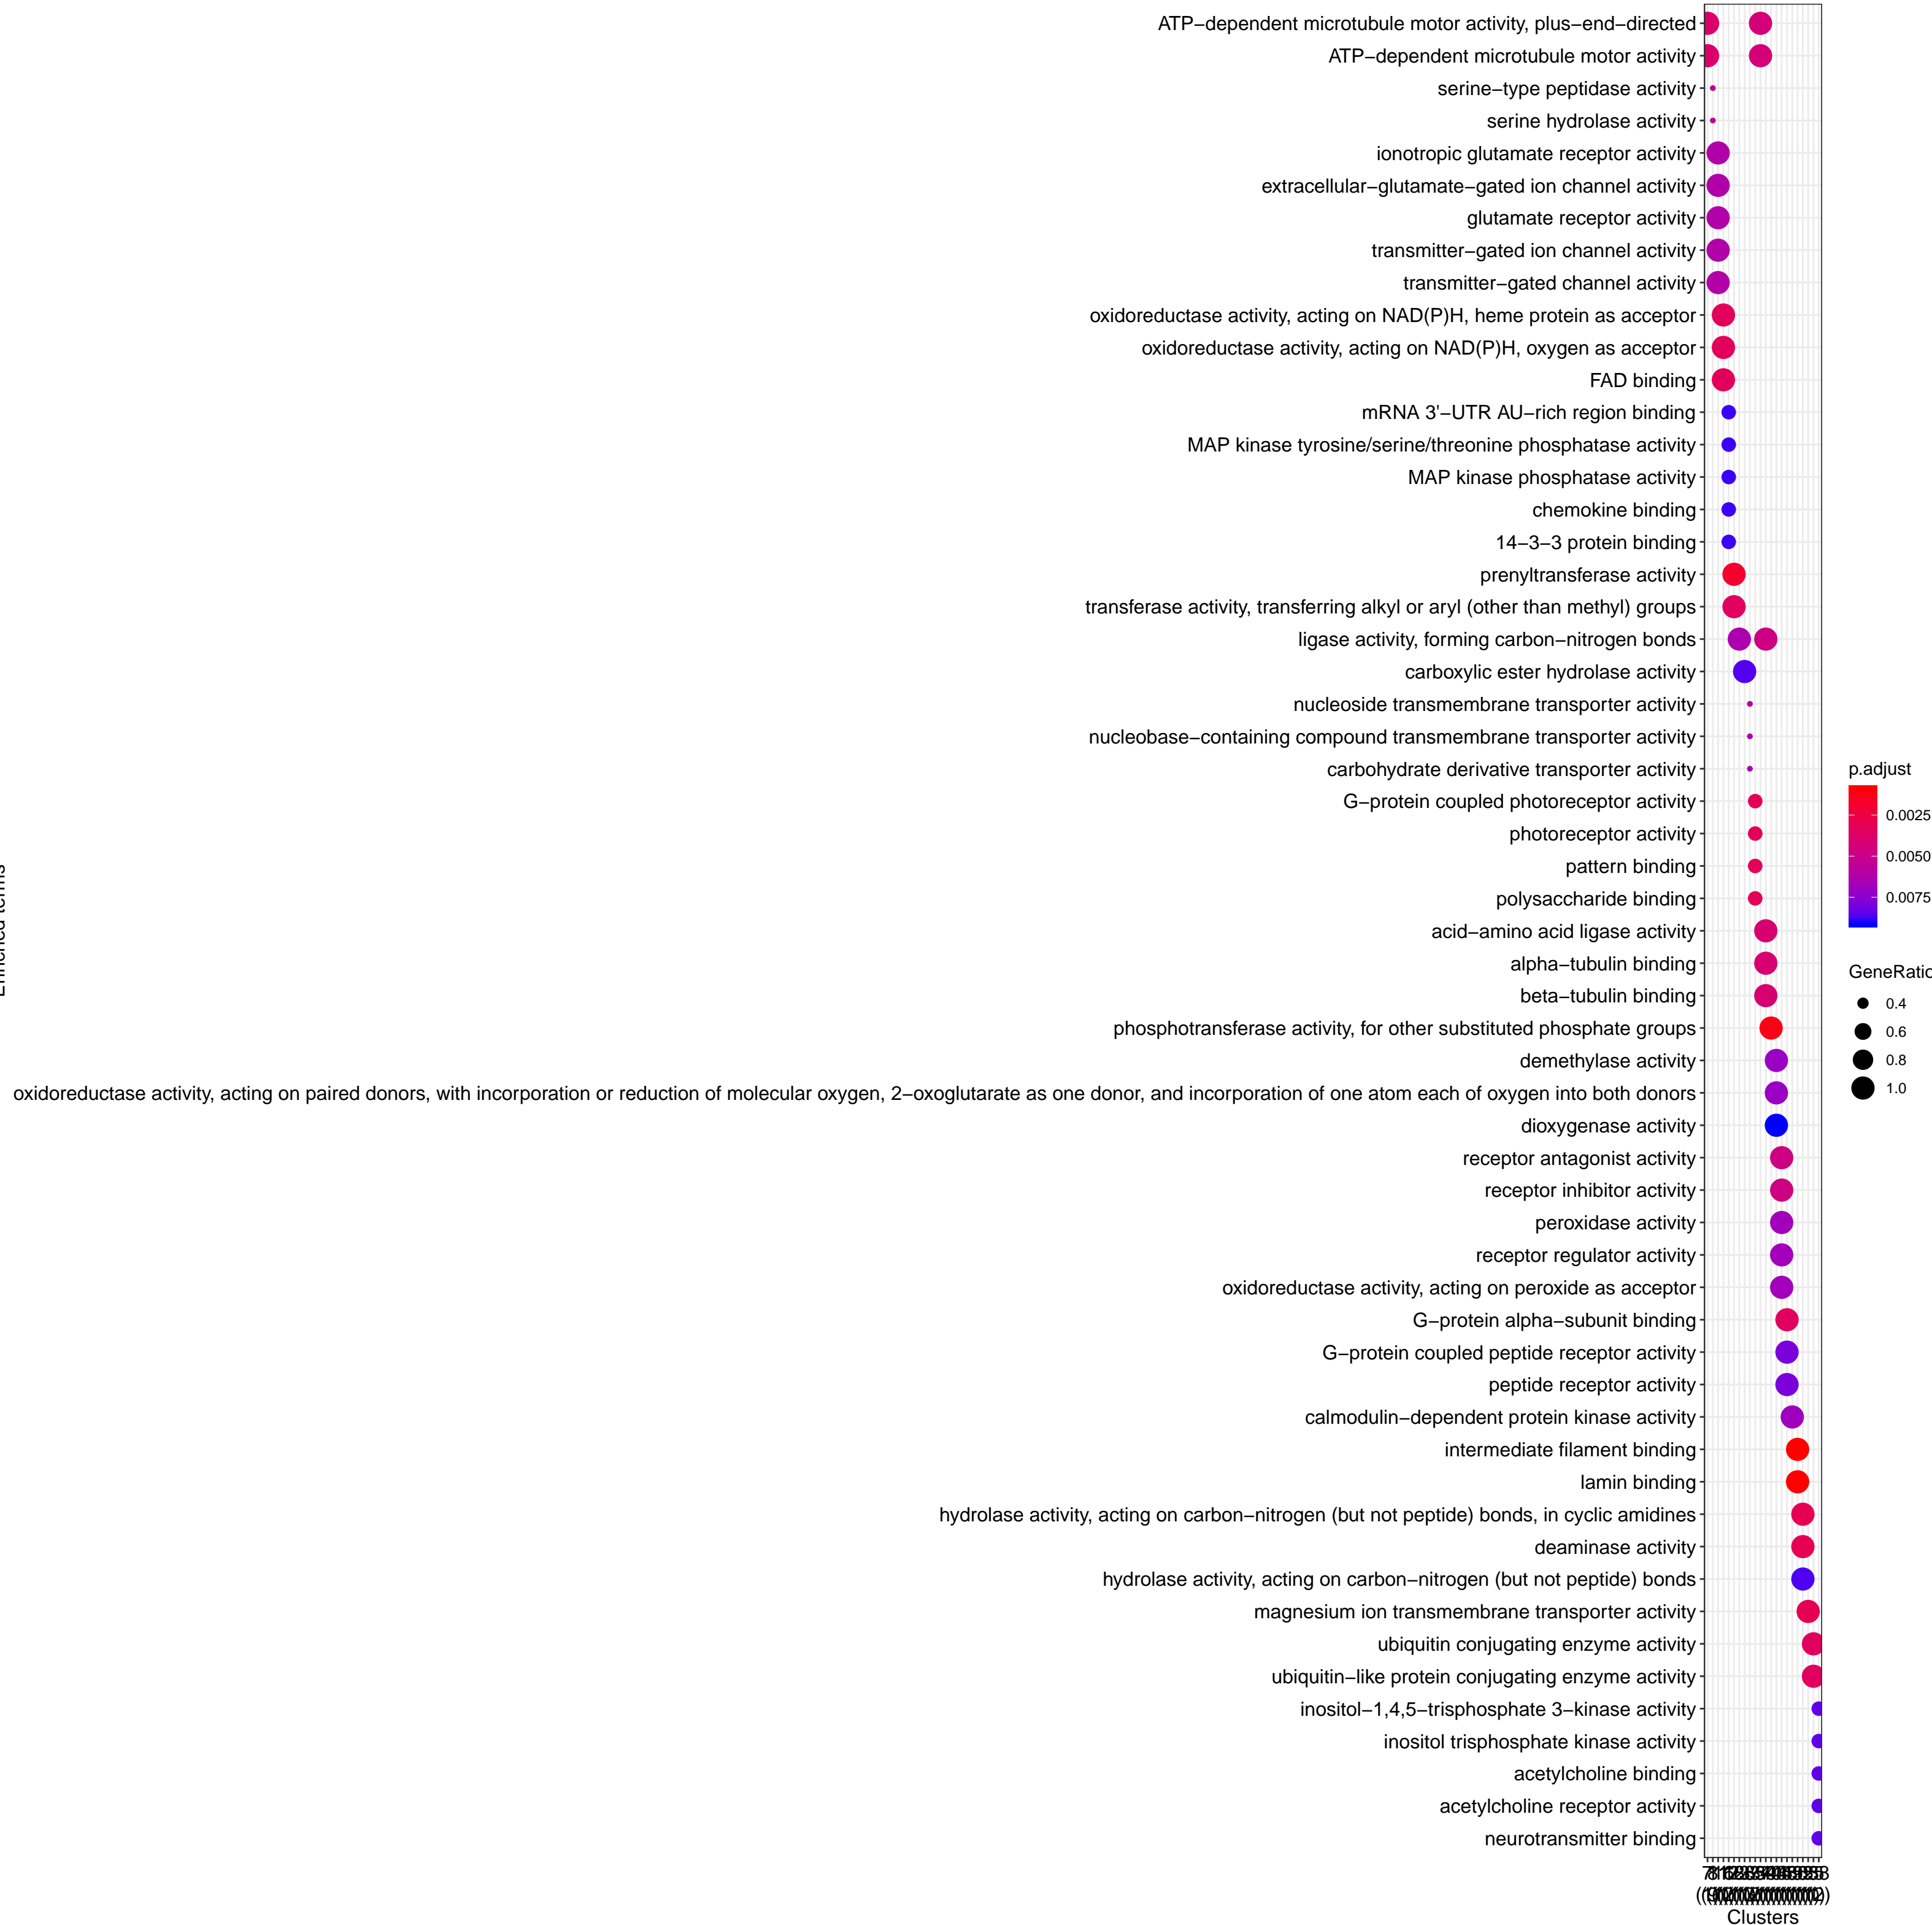 ATP−dependent microtubule motor activity, plus−end−directed
ATP−dependent microtubule motor activity
serine−type peptidase activity
serine hydrolase activity
ionotropic glutamate receptor activity
extracellular−glutamate−gated ion channel activity
glutamate receptor activity
transmitter−gated ion channel activity
transmitter−gated channel activity
oxidoreductase activity, acting on NAD(P)H, heme protein as acceptor
oxidoreductase activity, acting on NAD(P)H, oxygen as acceptor
FAD binding
mRNA 3'−UTR AU−rich region binding
MAP kinase tyrosine/serine/threonine phosphatase activity
MAP kinase phosphatase activity
chemokine binding
14−3−3 protein binding
prenyltransferase activity
transferase activity, transferring alkyl or aryl (other than methyl) groups
ligase activity, forming carbon−nitrogen bonds
carboxylic ester hydrolase activity
nucleoside transmembrane transporter activity
nucleobase−containing compound transmembrane transporter activity
carbohydrate derivative transporter activity
G−protein coupled photoreceptor activity
photoreceptor activity
pattern binding
polysaccharide binding
acid−amino acid ligase activity
alpha−tubulin binding
beta−tubulin binding
phosphotransferase activity, for other substituted phosphate groups
demethylase activity
oxidoreductase activity, acting on paired donors, with incorporation or reduction of molecular oxygen, 2−oxoglutarate as one donor, and incorporation of one atom each of oxygen into both donors
dioxygenase activity
receptor antagonist activity
receptor inhibitor activity
peroxidase activity
receptor regulator activity
oxidoreductase activity, acting on peroxide as acceptor
G−protein alpha−subunit binding
G−protein coupled peptide receptor activity
peptide receptor activity
calmodulin−dependent protein kinase activity
intermediate filament binding
lamin binding
hydrolase activity, acting on carbon−nitrogen (but not peptide) bonds, in cyclic amidines
deaminase activity
hydrolase activity, acting on carbon−nitrogen (but not peptide) bonds
magnesium ion transmembrane transporter activity
ubiquitin conjugating enzyme activity
ubiquitin−like protein conjugating enzyme activity
inositol−1,4,5−trisphosphate 3−kinase activity
inositol trisphosphate kinase activity
acetylcholine binding
acetylcholine receptor activity
neurotransmitter binding
Clusters
p.adjust
0.0025
0.0050
0.0075
GeneRatio
0.4
0.6
0.8
1.0